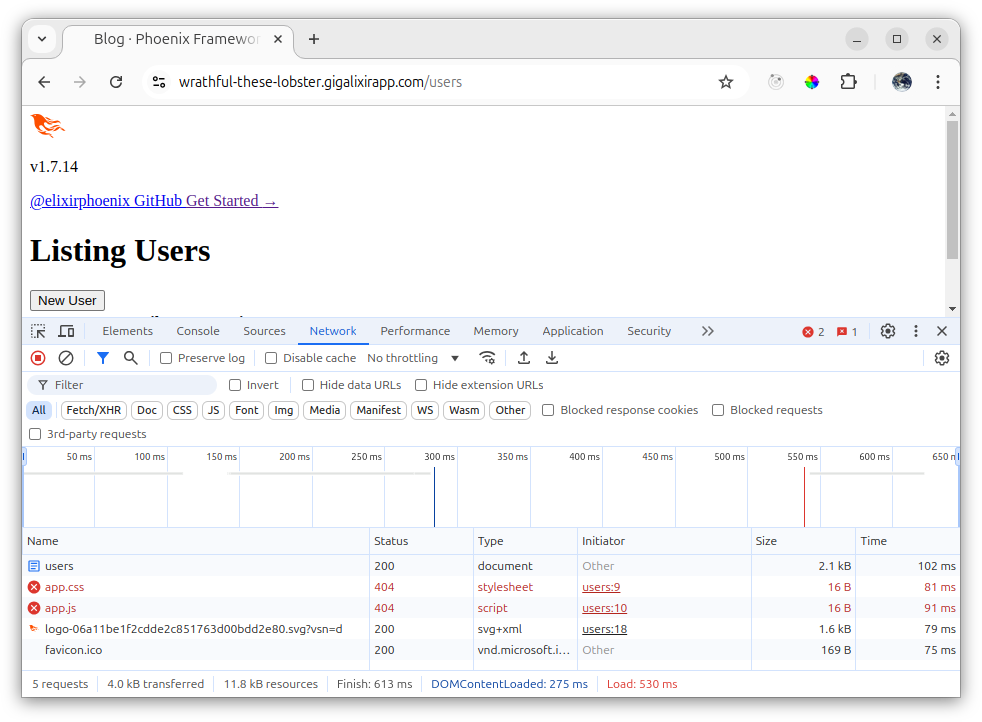 Blog · Phoenix Framewor
wrathful-these-lobster.gigalixirapp.com/users
v1.7.14
@elixirphoenix GitHub Get Started →
Listing Users
New User
Elements Console Sources Network Performance Memory Application Security 2 1
Preserve log Disable cache No throttling
Filter Invert Hide data URLs Hide extension URLs
All Fetch/XHR Doc CSS JS Font Img Media Manifest WS Wasm Other Blocked response cookies Blocked requests
3rd-party requests
50 ms 100 ms 150 ms 200 ms 250 ms 300 ms 350 ms 400 ms 450 ms 500 ms 550 ms 600 ms 650 m
Name Status Type Initiator Size Time
users 200 document Other 2.1 kB 102 ms
app.css 404 stylesheet users:9 16 B 81 ms
app.js 404 script users:10 16 B 91 ms
logo-06a11be1f2cdde2c851763d00bdd2e80.svg?vsn=d 200 svg+xml users:18 1.6 kB 79 ms
favicon.ico 200 vnd.microsoft.i... Other 169 B 75 ms
5 requests 4.0 kB transferred 11.8 kB resources Finish: 613 ms DOMContentLoaded: 275 ms Load: 530 ms